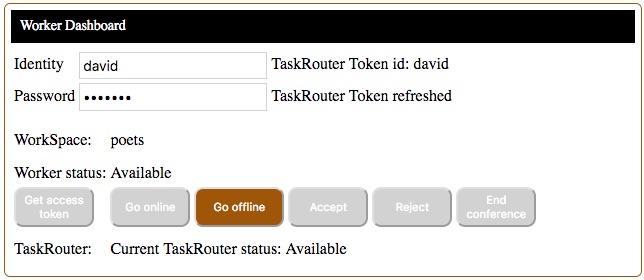 Worker Dashboard
Identity david TaskRouter Token id: david
Password ••••••• TaskRouter Token refreshed
WorkSpace: poets
Worker status: Available
Get access token Go online Go offline Accept Reject End conference
TaskRouter: Current TaskRouter status: Available